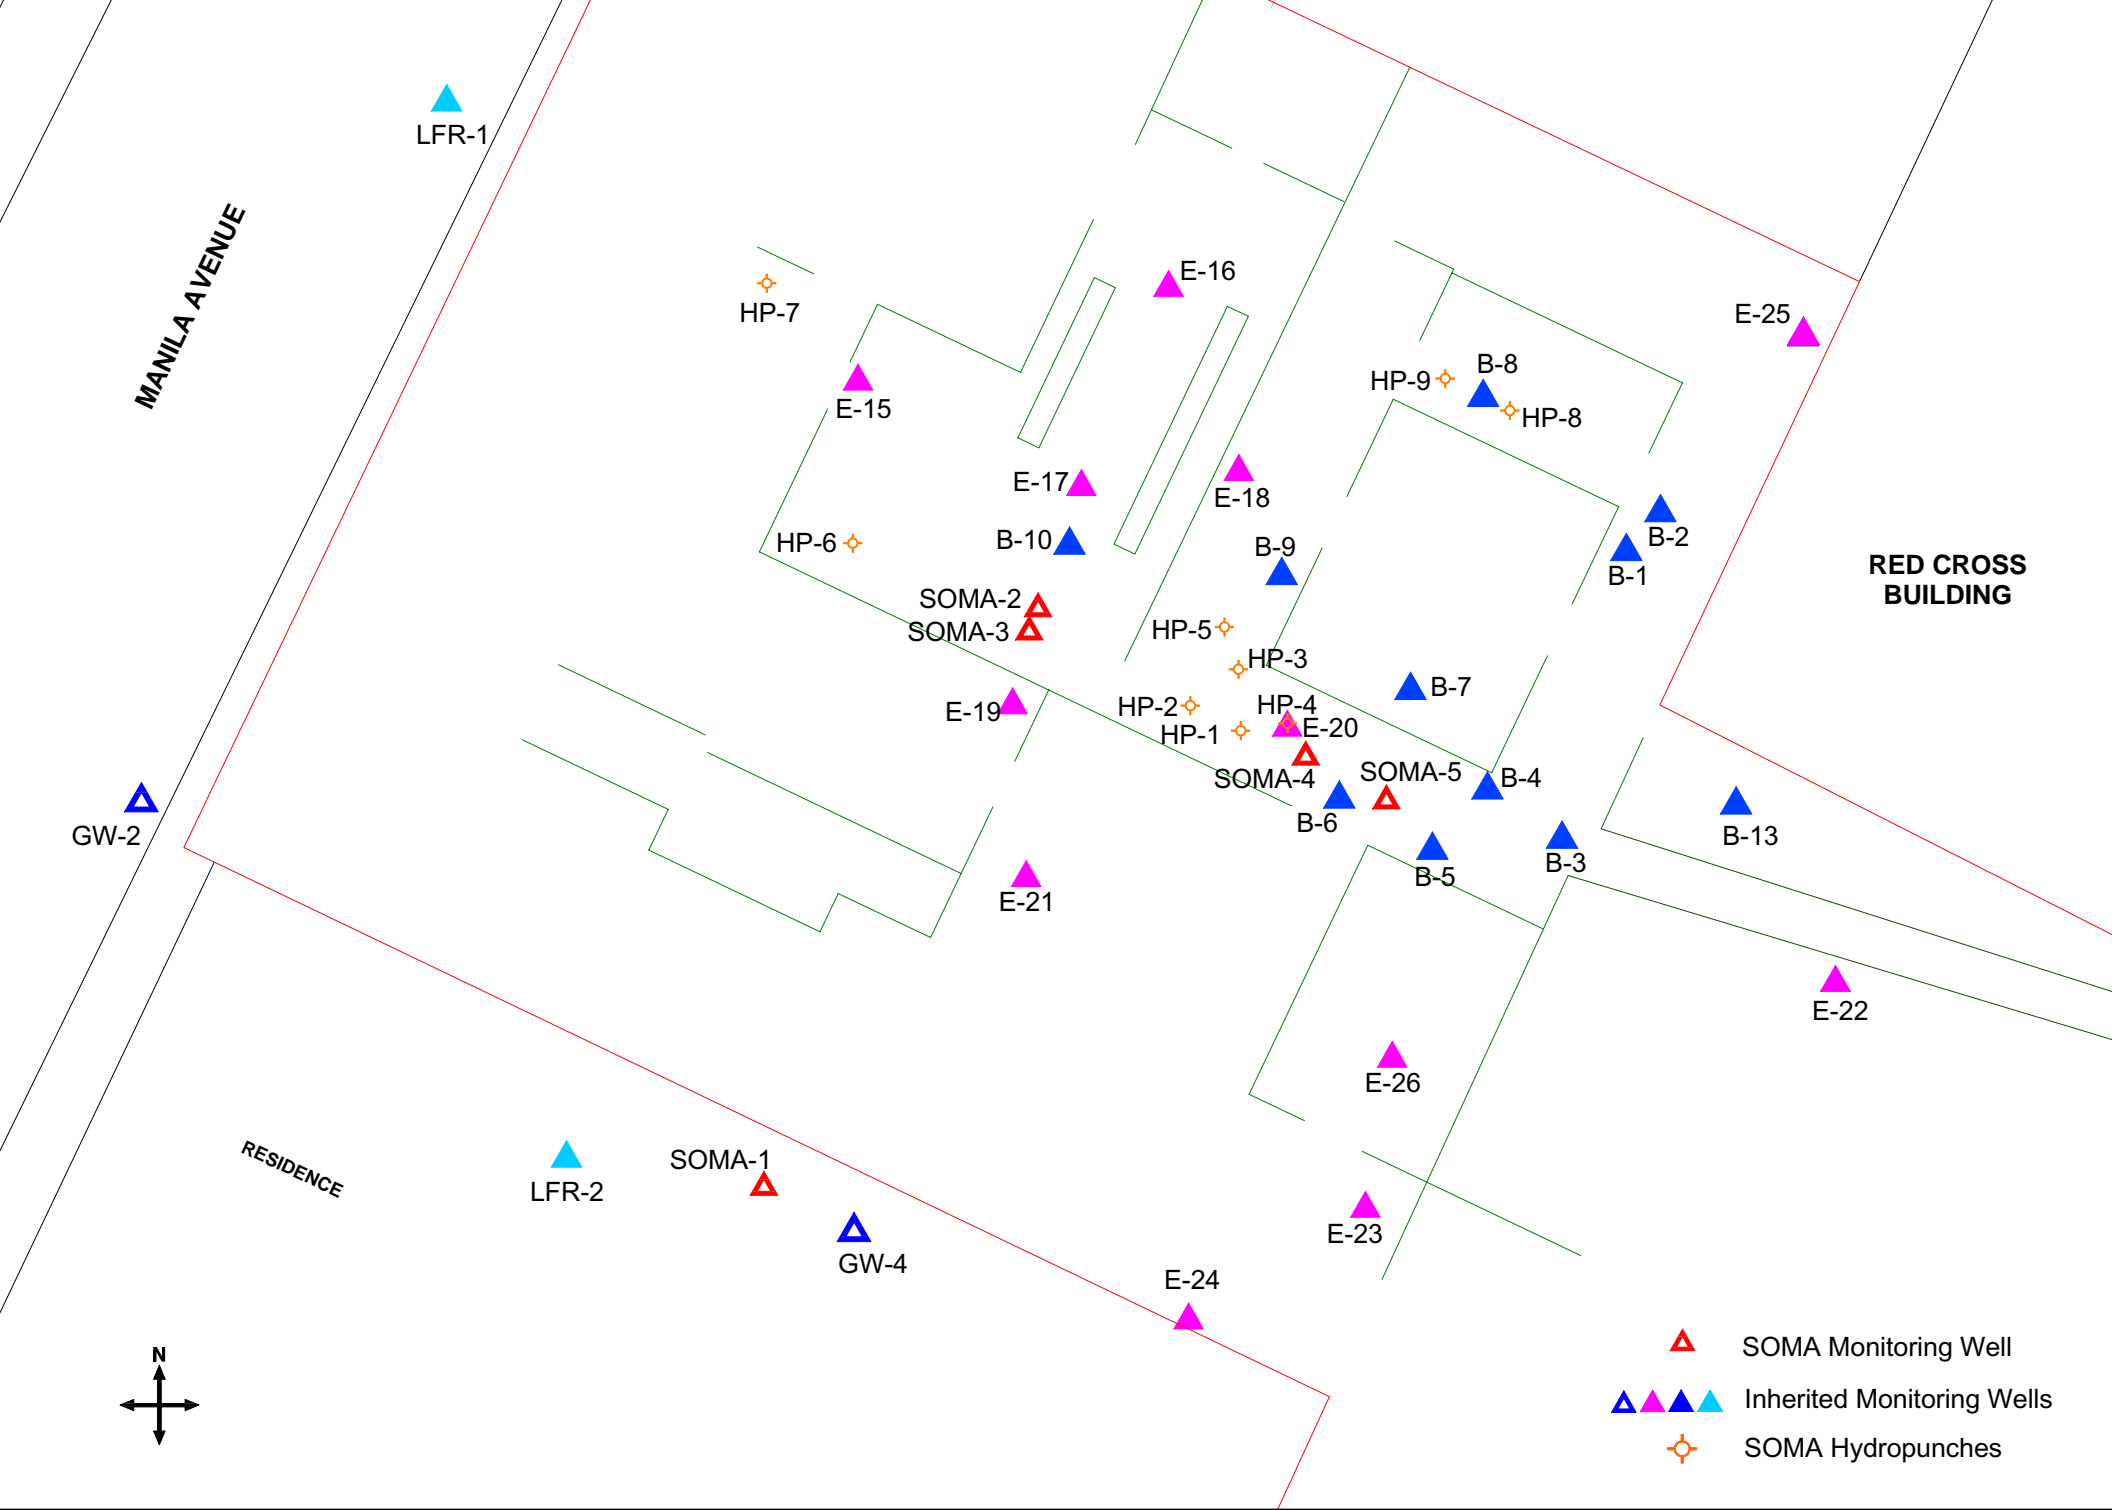 LFR-1
MANILA AVENUE
E-16
HP-7
E-25
B-8
HP-9
E-15
HP-8
E-17
E-18
B-2
HP-6
B-10
B-9
B-1
RED CROSS
BUILDING
SOMA-2
SOMA-3
HP-5
HP-3
B-7
E-19
HP-2
HP-4
HP-1
E-20
SOMA-4
SOMA-5
B-4
B-6
GW-2
B-13
B-3
B-5
E-21
E-22
E-26
RESIDENCE
SOMA-1
LFR-2
E-23
GW-4
E-24
N
SOMA Monitoring Well
Inherited Monitoring Wells
SOMA Hydropunches